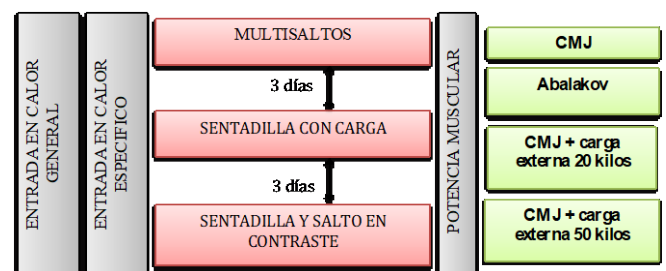 ENTRADA EN CALOR
GENERAL
ENTRADA EN CALOR
ESPECIFICO
MULTISALTOS
3 días
SENTADILLA CON CARGA
3 días
SENTADILLA Y SALTO EN
CONTRASTE
POTENCIA MUSCULAR
CMJ
Abalakov
CMJ + carga
externa 20 kilos
CMJ + carga
externa 50 kilos